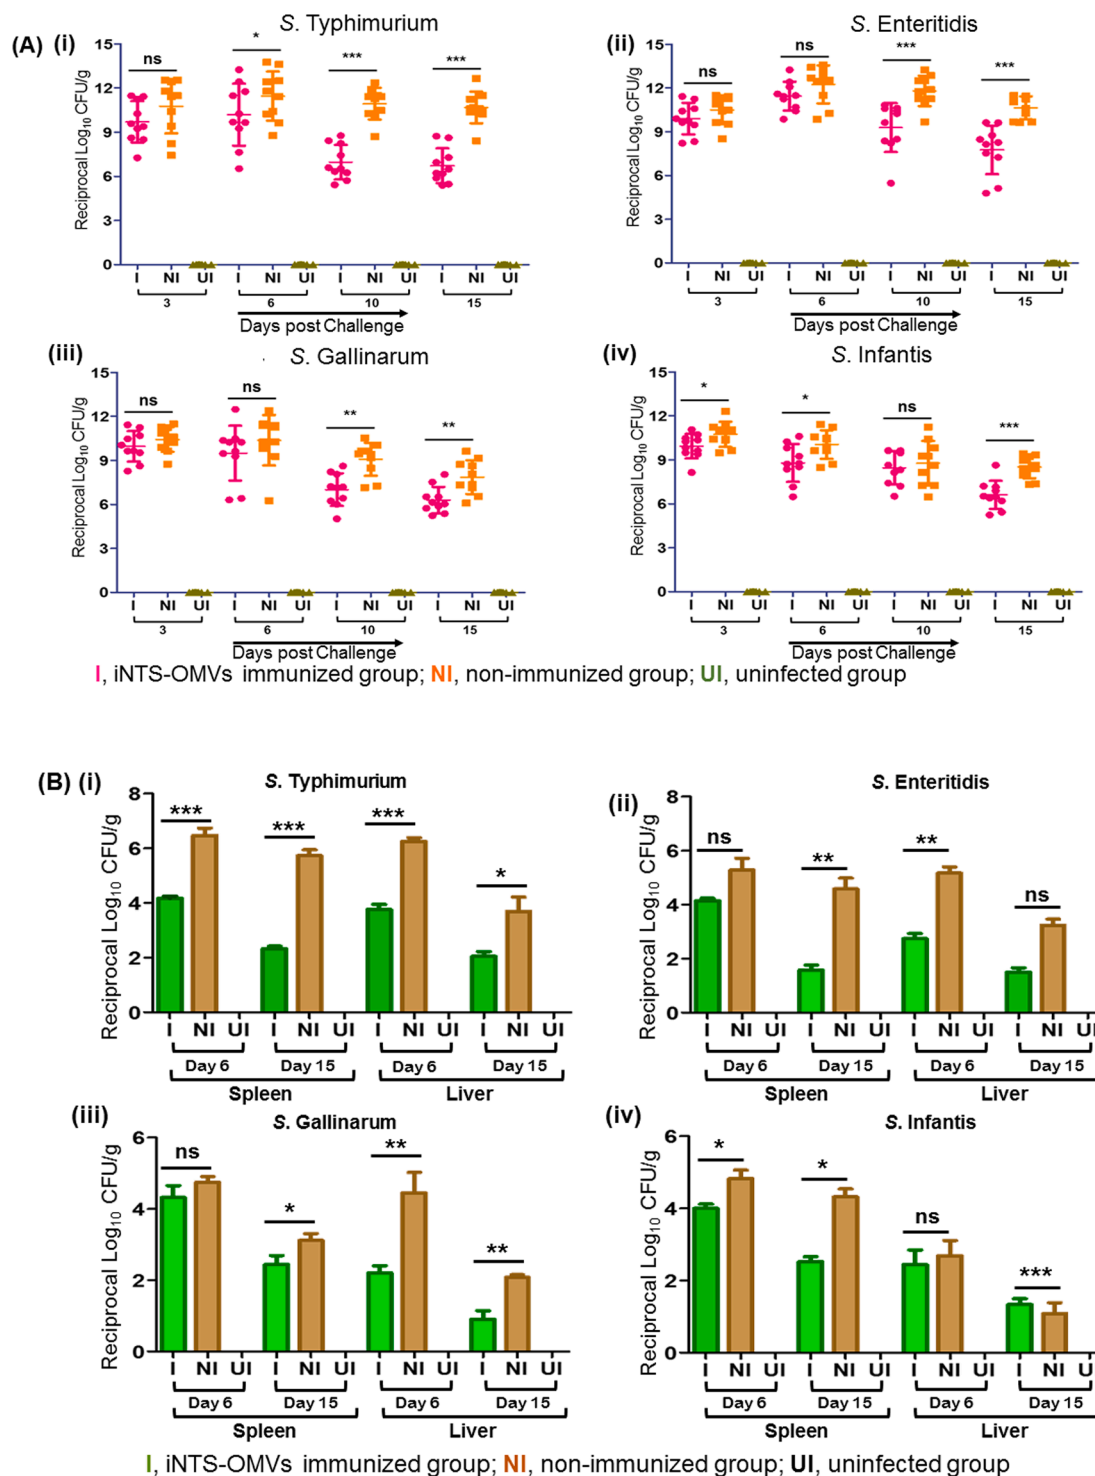 (A) (i) S. Typhimurium
Reciprocal Log10 CFU/g
15
12
9
6
3
0
ns
*
***
***
I NI UI I NI UI I NI UI I NI UI
3 6 10 15
Days post Challenge
(ii) S. Enteritidis
Reciprocal Log10 CFU/g
15
12
9
6
3
0
ns
ns
***
***
I NI UI I NI UI I NI UI I NI UI
3 6 10 15
Days post Challenge
(iii) S. Gallinarum
Reciprocal Log10 CFU/g
15
12
9
6
3
0
ns
ns
**
**
I NI UI I NI UI I NI UI I NI UI
3 6 10 15
Days post Challenge
(iv) S. Infantis
Reciprocal Log10 CFU/g
15
12
9
6
3
0
*
*
ns
***
I NI UI I NI UI I NI UI I NI UI
3 6 10 15
Days post Challenge
I, iNTS-OMVs immunized group; NI, non-immunized group; UI, uninfected group
(B) (i) S. Typhimurium
Reciprocal Log10 CFU/g
8
6
4
2
0
***
***
***
*
I NI UI I NI UI I NI UI I NI UI
Day 6 Day 15 Day 6 Day 15
Spleen Liver
(ii) S. Enteritidis
Reciprocal Log10 CFU/g
8
6
4
2
0
ns
**
**
ns
I NI UI I NI UI I NI UI I NI UI
Day 6 Day 15 Day 6 Day 15
Spleen Liver
(iii) S. Gallinarum
Reciprocal Log10 CFU/g
6
4
2
0
ns
*
**
**
I NI UI I NI UI I NI UI I NI UI
Day 6 Day 15 Day 6 Day 15
Spleen Liver
(iv) S. Infantis
Reciprocal Log10 CFU/g
6
4
2
0
*
*
ns
***
I NI UI I NI UI I NI UI I NI UI
Day 6 Day 15 Day 6 Day 15
Spleen Liver
I, iNTS-OMVs immunized group; NI, non-immunized group; UI, uninfected group